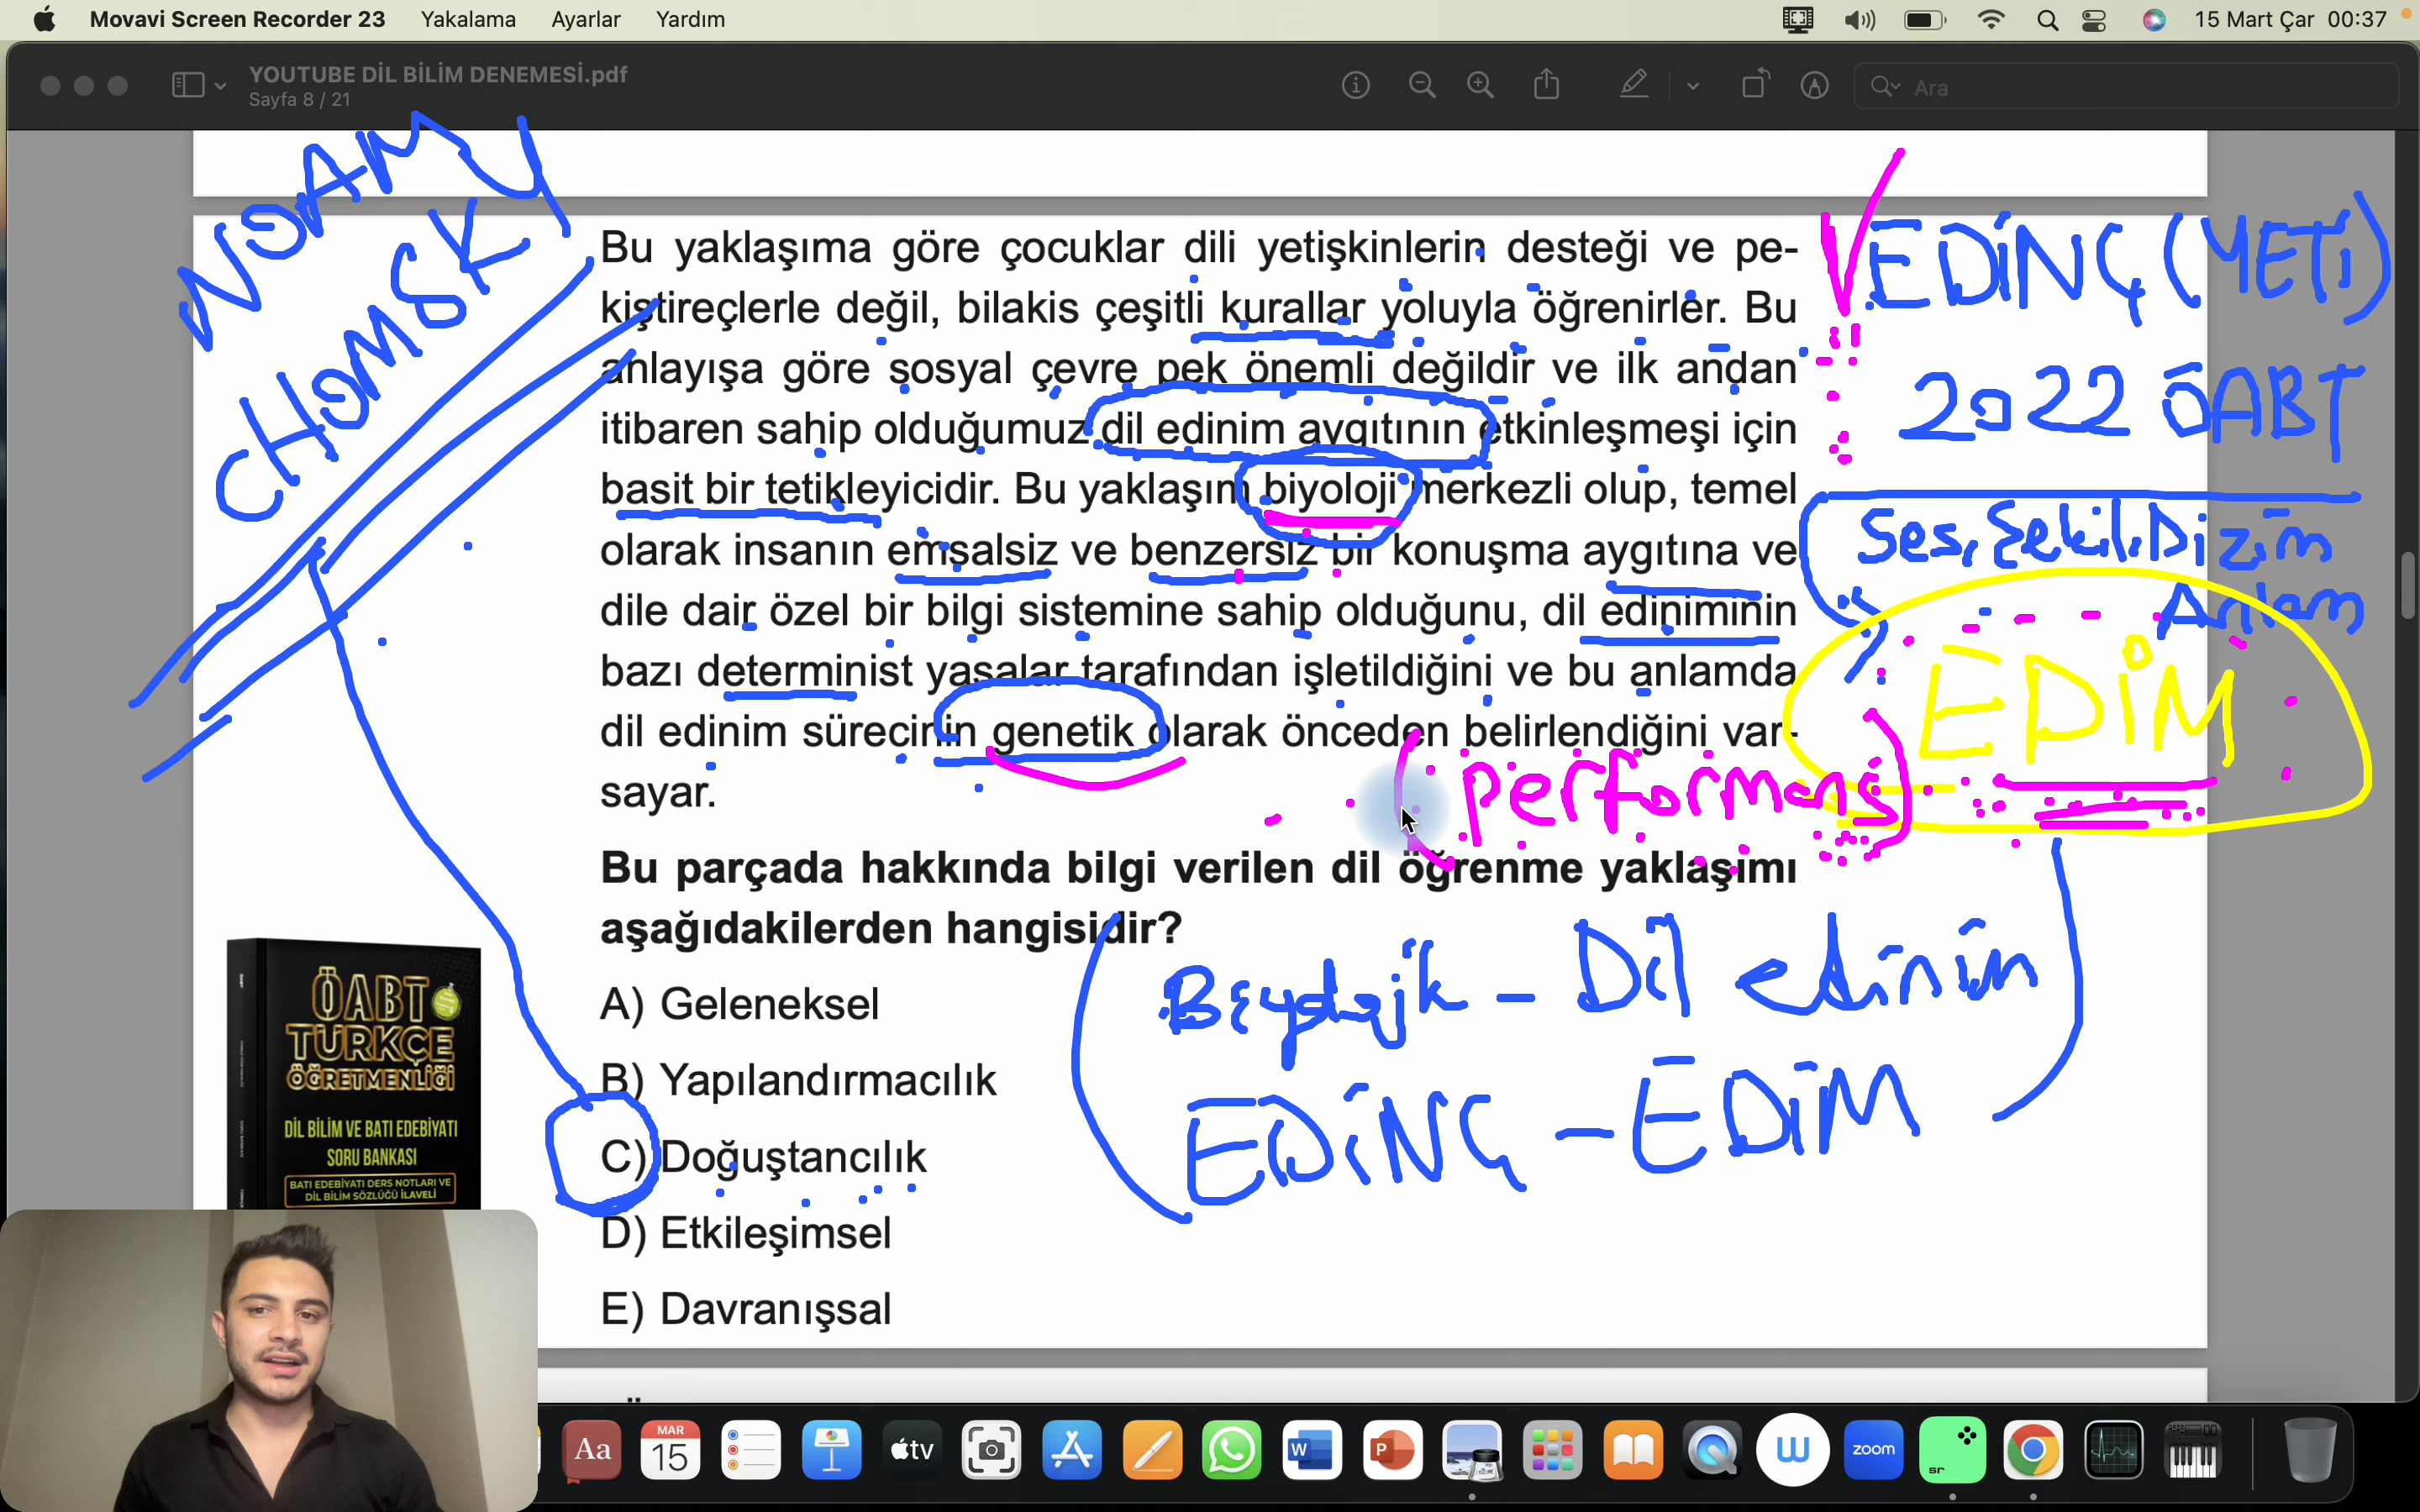 Movavi Screen Recorder 23 Yakalama Ayarlar Yardım 15 Mart Çar 00:37
YOUTUBE DİL BİLİM DENEMESİ.pdf
Sayfa 8 / 21
Ara
NOAM
CHOMSKY
Bu yaklaşıma göre çocuklar dili yetişkinlerin desteği ve pe-
kiştireçlerle değil, bilakis çeşitli kurallar yoluyla öğrenirler. Bu
anlayışa göre sosyal çevre pek önemli değildir ve ilk andan
itibaren sahip olduğumuz dil edinim aygıtının etkinleşmesi için
basit bir tetikleyicidir. Bu yaklaşım biyoloji merkezli olup, temel
olarak insanın emsalsiz ve benzersiz bir konuşma aygıtına ve
dile dair özel bir bilgi sistemine sahip olduğunu, dil ediniminin
bazı determinist yasalar tarafından işletildiğini ve bu anlamda
dil edinim sürecinin genetik olarak önceden belirlendiğini var-
sayar.
EDİNÇ (YETİ)
2022 ÖABT
Ses, Şekil, Dizim
Anlam
EDİM
(performans)
Bu parçada hakkında bilgi verilen dil öğrenme yaklaşımı
aşağıdakilerden hangisidir?
Biyolojik - Dil edinim
EDİNÇ - EDİM
A) Geleneksel
B) Yapılandırmacılık
C) Doğuştancılık
D) Etkileşimsel
E) Davranışsal
ÖABT
TÜRKÇE
ÖĞRETMENLİĞİ
DİL BİLİM VE BATI EDEBİYATI
SORU BANKASI
BATI EDEBİYATI DERS NOTLARI VE
DİL BİLİM SÖZLÜĞÜ İLAVELİ
Aa
MAR
15
tv
W
P
W
zoom
sr